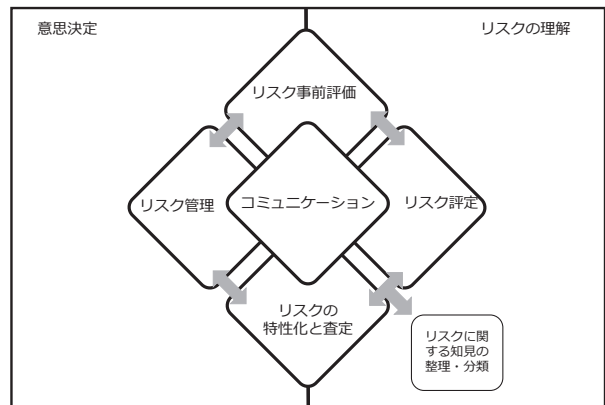 意思決定
リスクの理解
リスク事前評価
リスク管理
コミュニケーション
リスク評定
リスクの
特性化と査定
リスクに関
する知見の
整理・分類